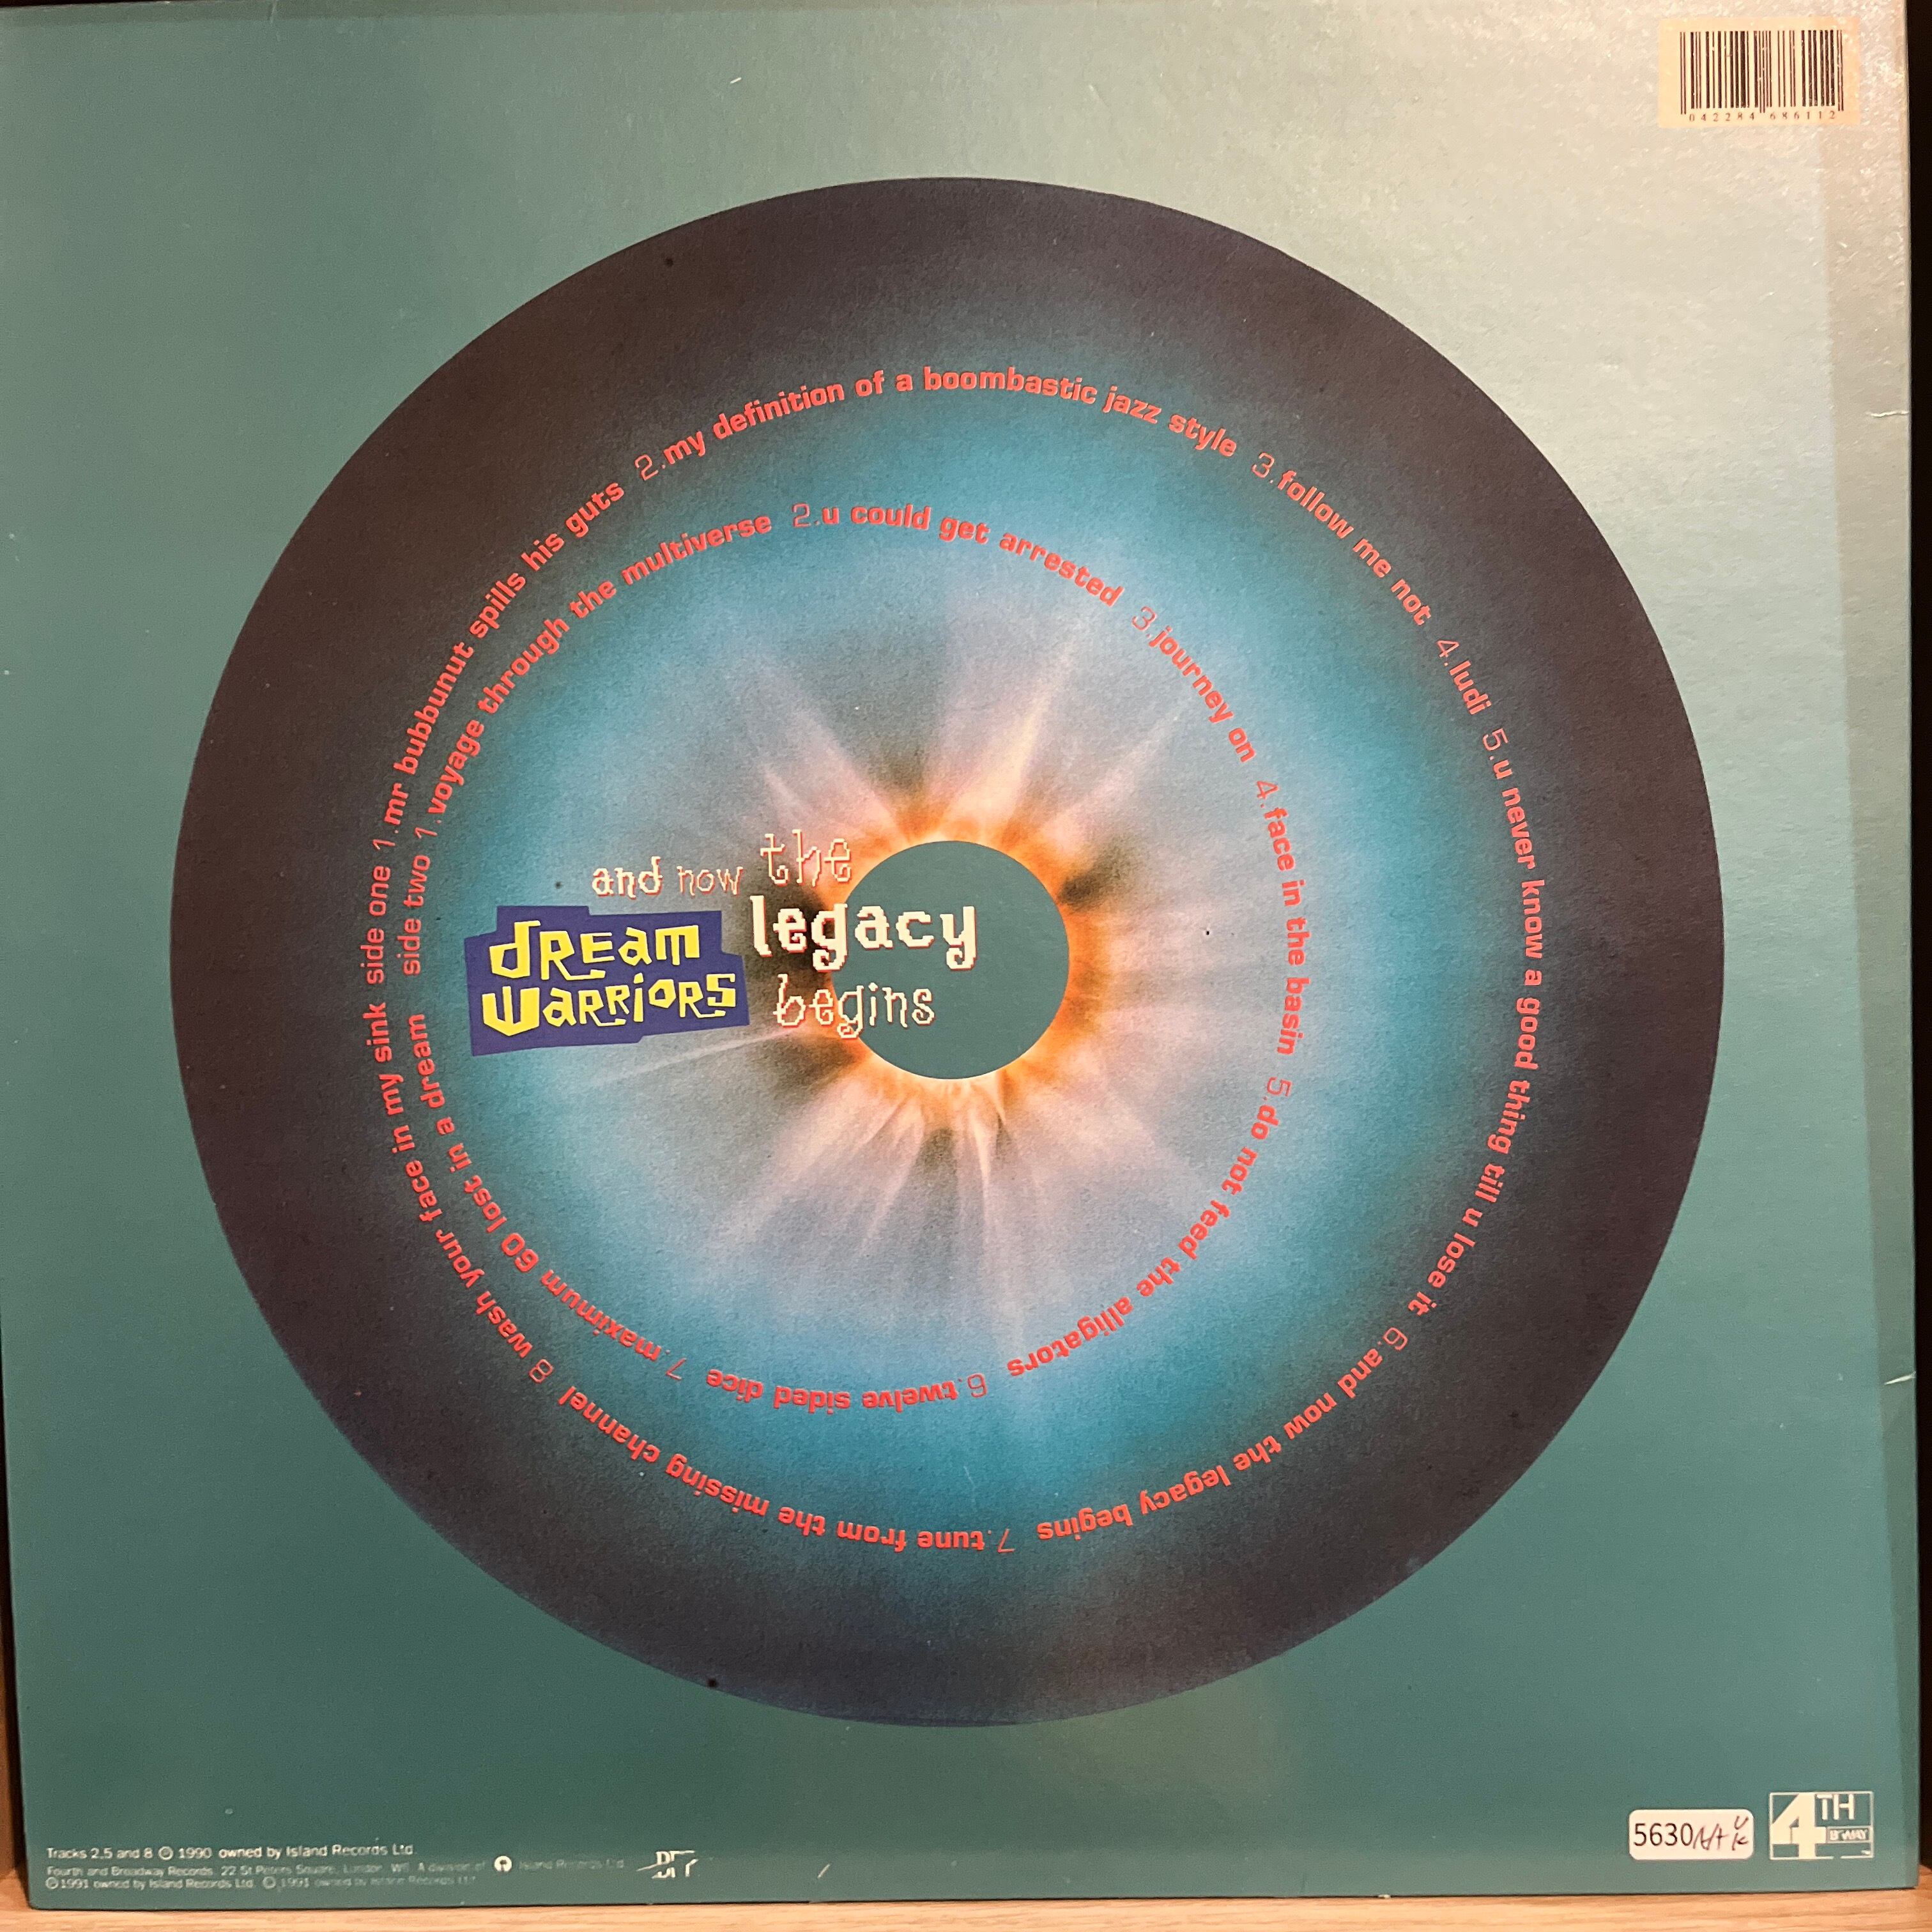 042284 686112
side one 1.mr bubbunut spills his guts 2.my definition of a boombastic jazz style 3.follow me not 4.ludi 5.u never know a good thing till u lose it 6.and now the legacy begins 7.tune from the missing channel 8 wash your face in my sink
side two 1.voyage through the multiverse 2.u could get arrested 3.journey on 4.face in the basin 5.do not feed the alligators 6.twelve sided dice 7.maximum 60 lost in a dream
and now the
legacy
begins
dream
warriors
4TH
B'WAY
5630
Tracks 2,5 and 8 Ⓟ 1990 owned by Island Records Ltd.
Fourth and Broadway Records. 22 St Peters Square, London. W6. A division of Island Records Ltd.
Ⓟ1991 owned by Island Records Ltd. © 1991 owned by Island Records Ltd.